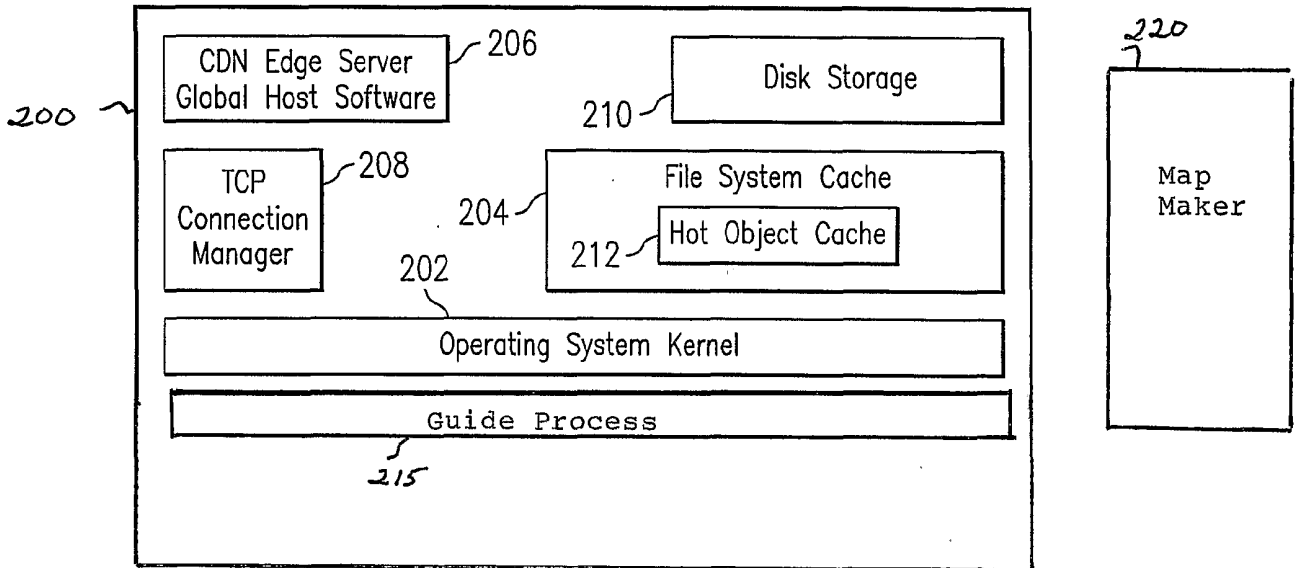 220
CDN Edge Server
Global Host Software
206
Disk Storage
210
200
TCP
Connection
Manager
208
File System Cache
204
Hot Object Cache
212
Map
Maker
202
Operating System Kernel
Guide Process
215